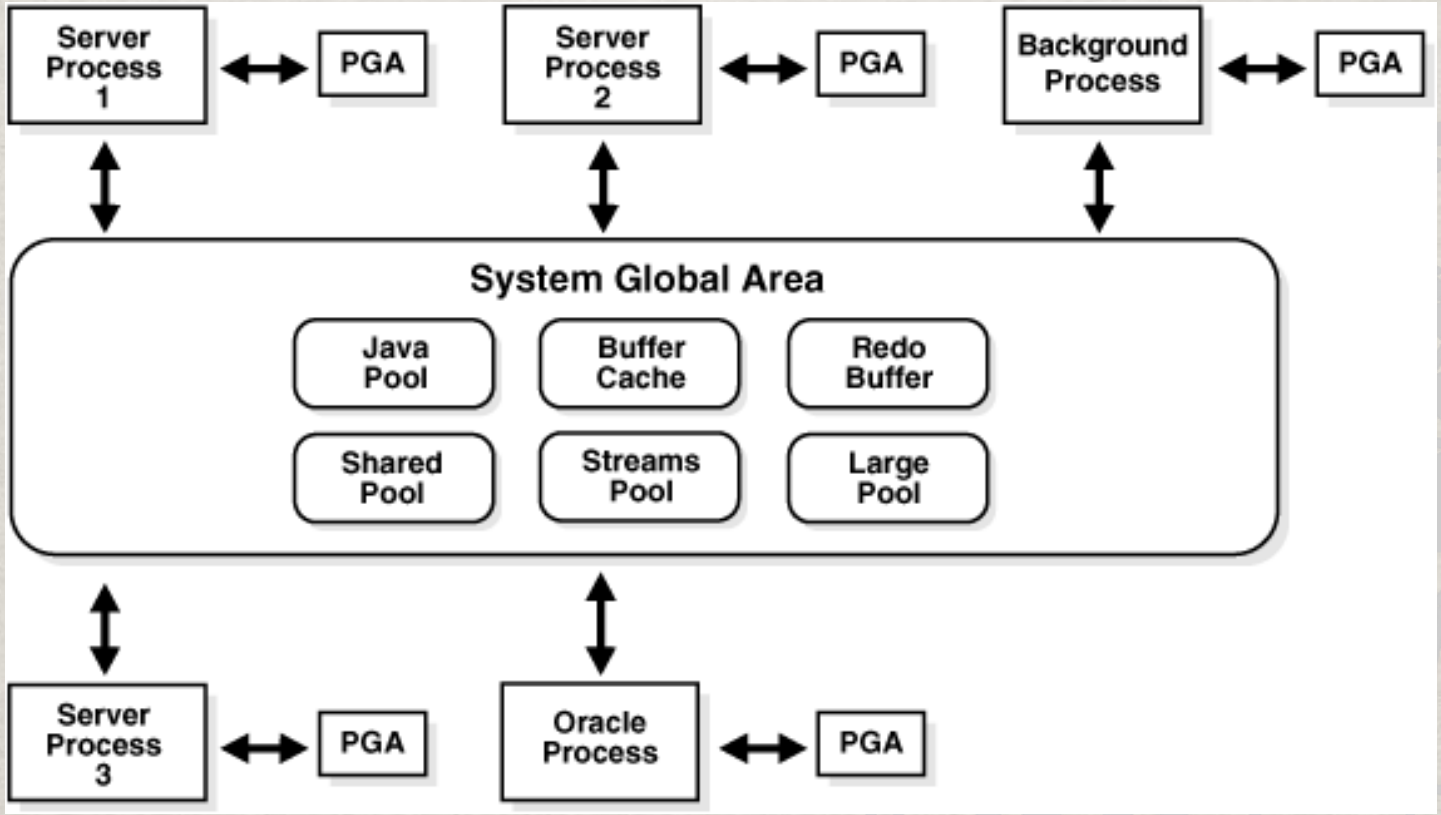 Server
Process
1
PGA
Server
Process
2
PGA
Background
Process
PGA
System Global Area
Java
Pool
Buffer
Cache
Redo
Buffer
Shared
Pool
Streams
Pool
Large
Pool
Server
Process
3
PGA
Oracle
Process
PGA